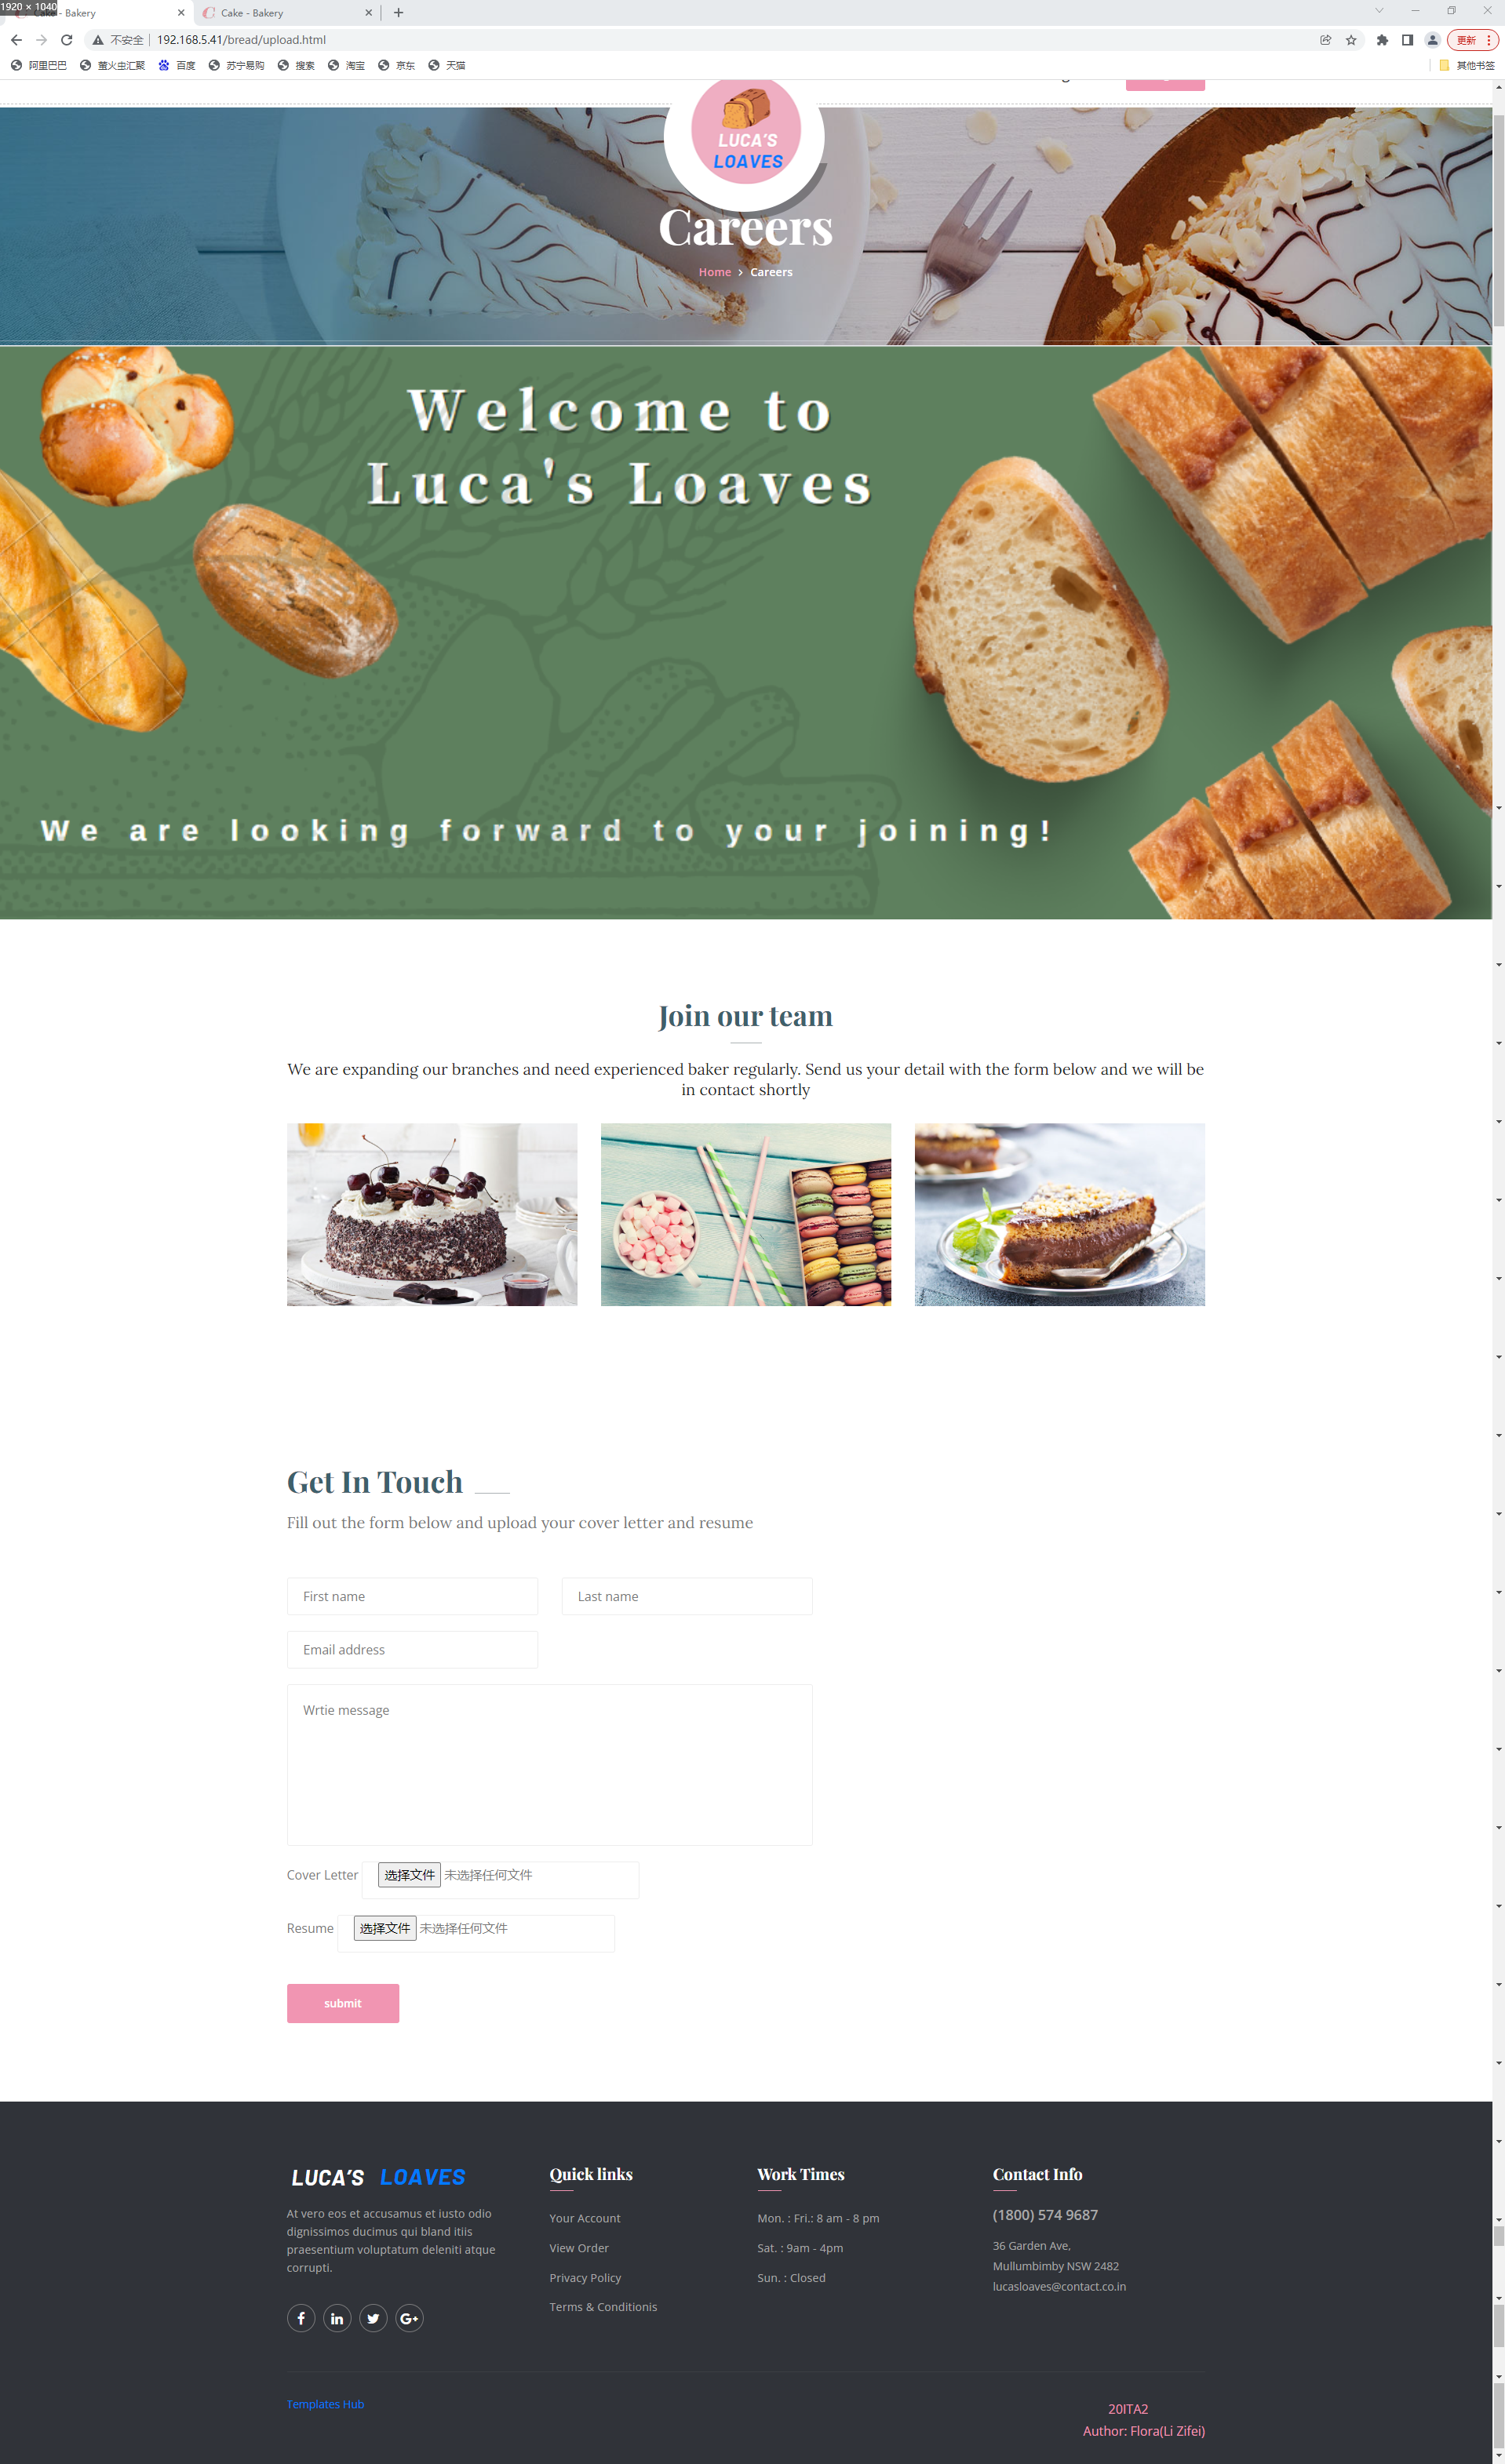 1920 × 1040
Cake - Bakery
Cake - Bakery
不安全
192.168.5.41/bread/upload.html
更新
阿里巴巴
萤火虫汇聚
百度
苏宁易购
搜索
淘宝
京东
天猫
其他书签
LUCA'S
LOAVES
Careers
Home > Careers
Welcome to
Luca's Loaves
We are looking forward to your joining!
Join our team
We are expanding our branches and need experienced baker regularly. Send us your detail with the form below and we will be
in contact shortly
Get In Touch
Fill out the form below and upload your cover letter and resume
First name
Last name
Email address
Wrtie message
Cover Letter 选择文件 未选择任何文件
Resume 选择文件 未选择任何文件
submit
LUCA'S LOAVES
At vero eos et accusamus et iusto odio
dignissimos ducimus qui bland itiis
praesentium voluptatum deleniti atque
corrupti.
Quick links
Your Account
View Order
Privacy Policy
Terms & Conditionis
Work Times
Mon. : Fri.: 8 am - 8 pm
Sat. : 9am - 4pm
Sun. : Closed
Contact Info
(1800) 574 9687
36 Garden Ave,
Mullumbimby NSW 2482
lucasloaves@contact.co.in
Templates Hub
20ITA2
Author: Flora(Li Zifei)